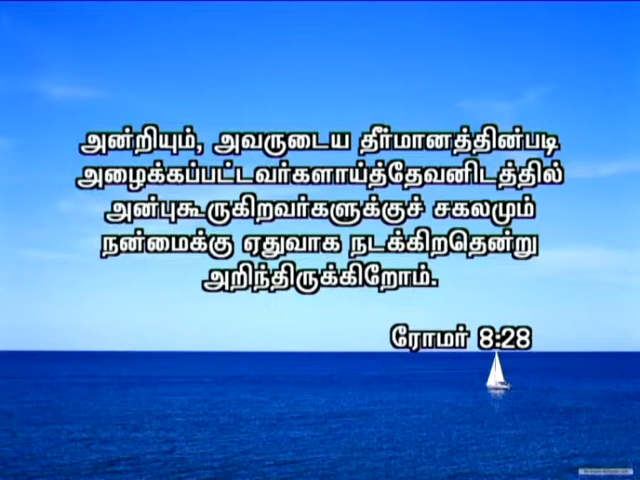 அன்றியும், அவருடைய தீர்மானத்தின்படி
அழைக்கப்பட்டவர்களாய்த்தேவனிடத்தில்
அன்புகூருகிறவர்களுக்குச் சகலமும்
நன்மைக்கு ஏதுவாக நடக்கிறதென்று
அறிந்திருக்கிறோம்.
ரோமர் 8:28